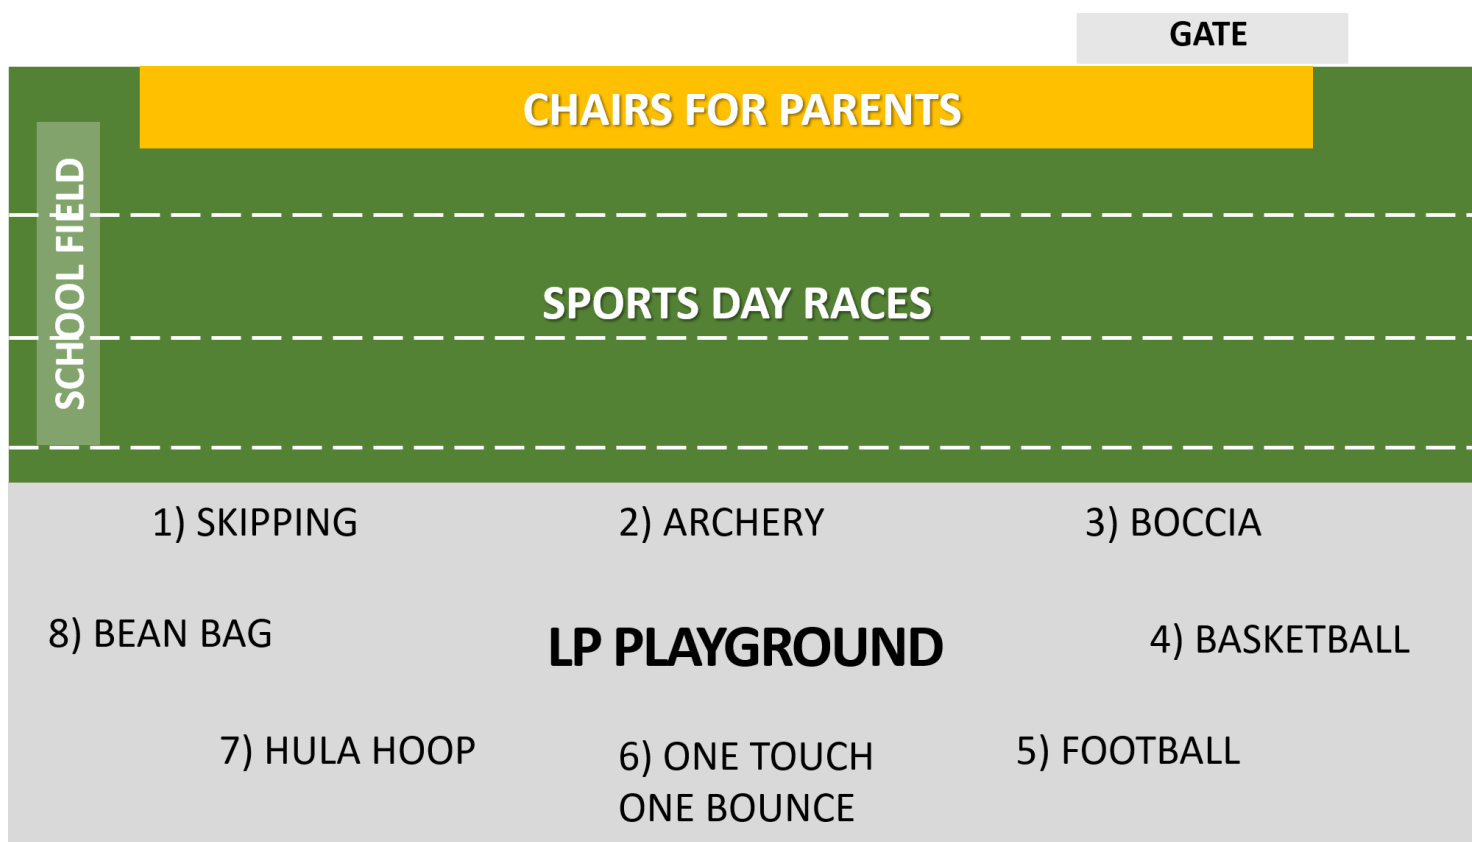 GATE
CHAIRS FOR PARENTS
SCHOOL FIELD
SPORTS DAY RACES
1) SKIPPING
2) ARCHERY
3) BOCCIA
8) BEAN BAG
LP PLAYGROUND
4) BASKETBALL
7) HULA HOOP
6) ONE TOUCH
ONE BOUNCE
5) FOOTBALL